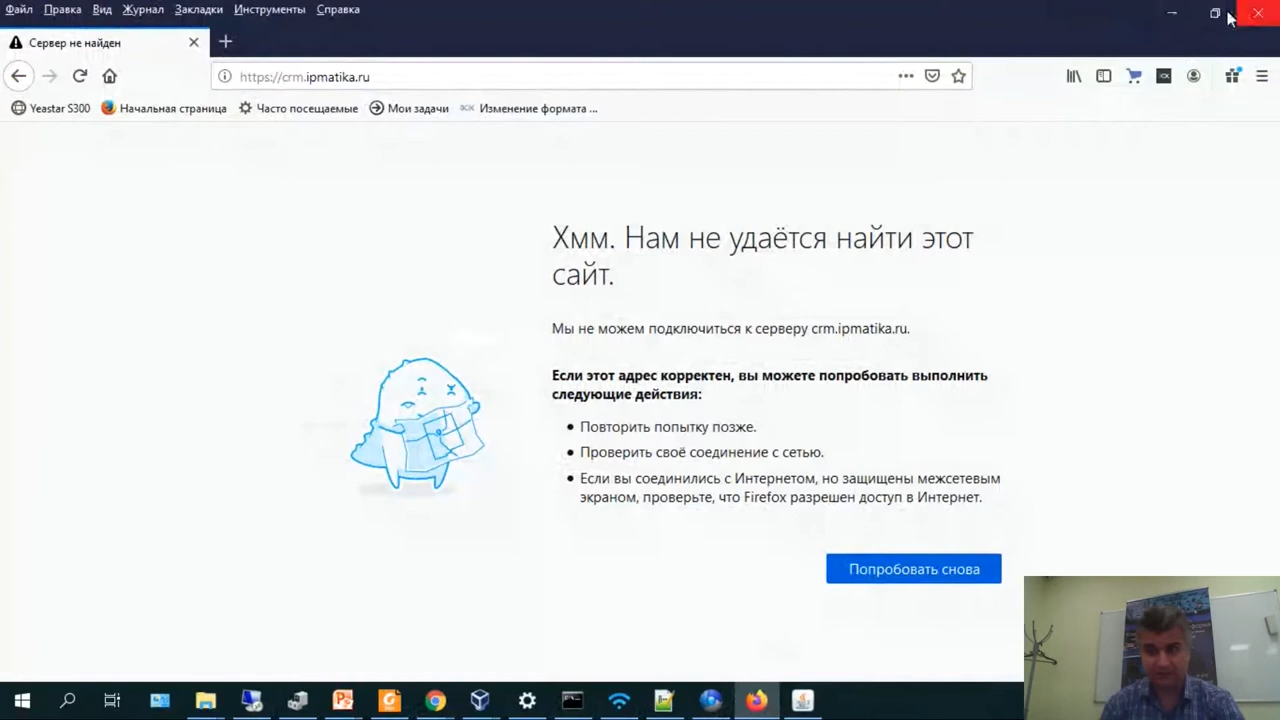 Файл Правка Вид Журнал Закладки Инструменты Справка
Сервер не найден
https://crm.ipmatika.ru
Yeastar S300 Начальная страница Часто посещаемые Мои задачи Изменение формата ...
Хмм. Нам не удаётся найти этот
сайт.
Мы не можем подключиться к серверу crm.ipmatika.ru.
Если этот адрес корректен, вы можете попробовать выполнить
следующие действия:
Повторить попытку позже.
Проверить своё соединение с сетью.
Если вы соединились с Интернетом, но защищены межсетевым
экраном, проверьте, что Firefox разрешен доступ в Интернет.
Попробовать снова